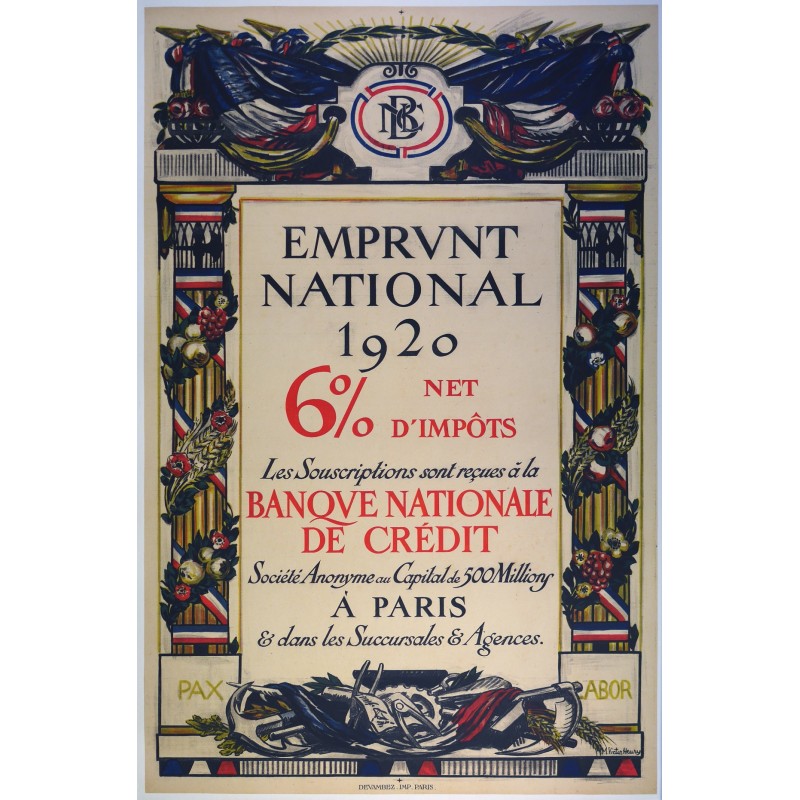 BNC
EMPRVNT
NATIONAL
1920
6% NET
D'IMPÔTS
Les Souscriptions sont reçues à la
BANQVE NATIONALE
DE CRÉDIT
Société Anonyme au Capital de 500 Millions
À PARIS
& dans les Succursales & Agences.
PAX
LABOR
DEVAMBEZ IMP. PARIS